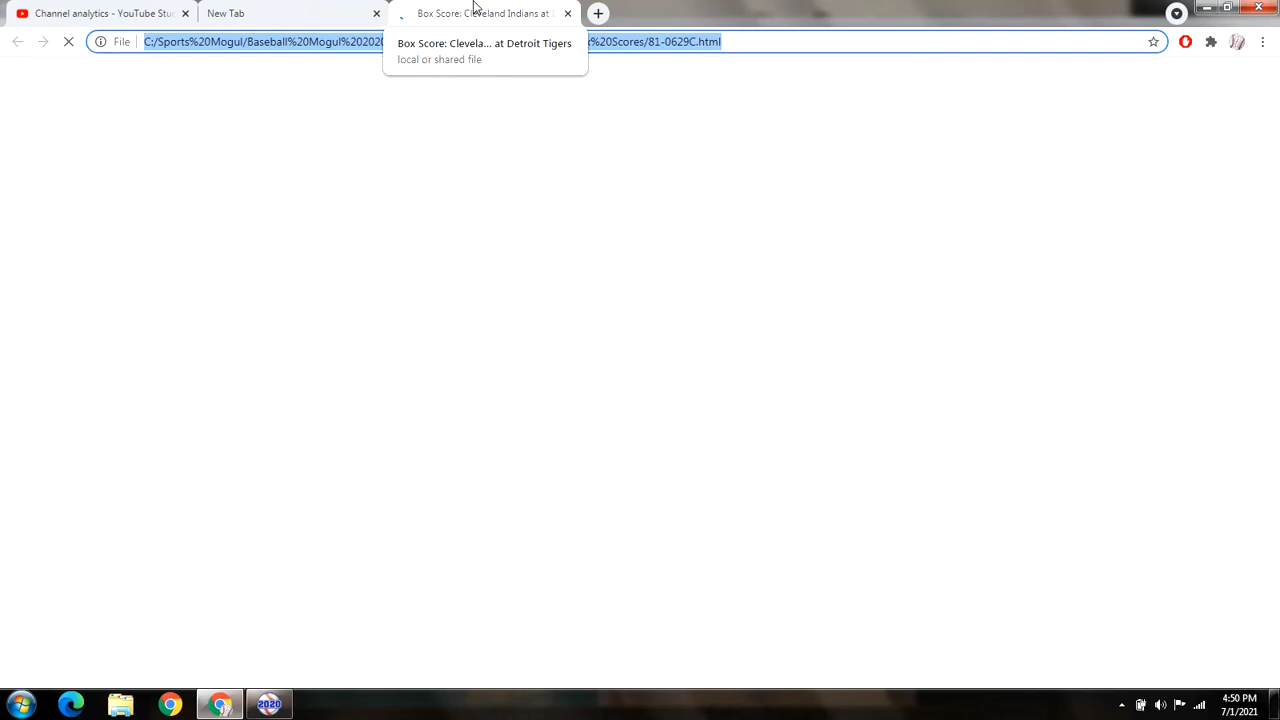 Channel analytics - YouTube Stu
New Tab
Box Score: Cleveland Indians at
File
C:/Sports%20Mogul/Baseball%20Mogul%202020
x%20Scores/81-0629C.html
Box Score: Clevela... at Detroit Tigers
local or shared file
2020
4:50 PM
7/1/2021